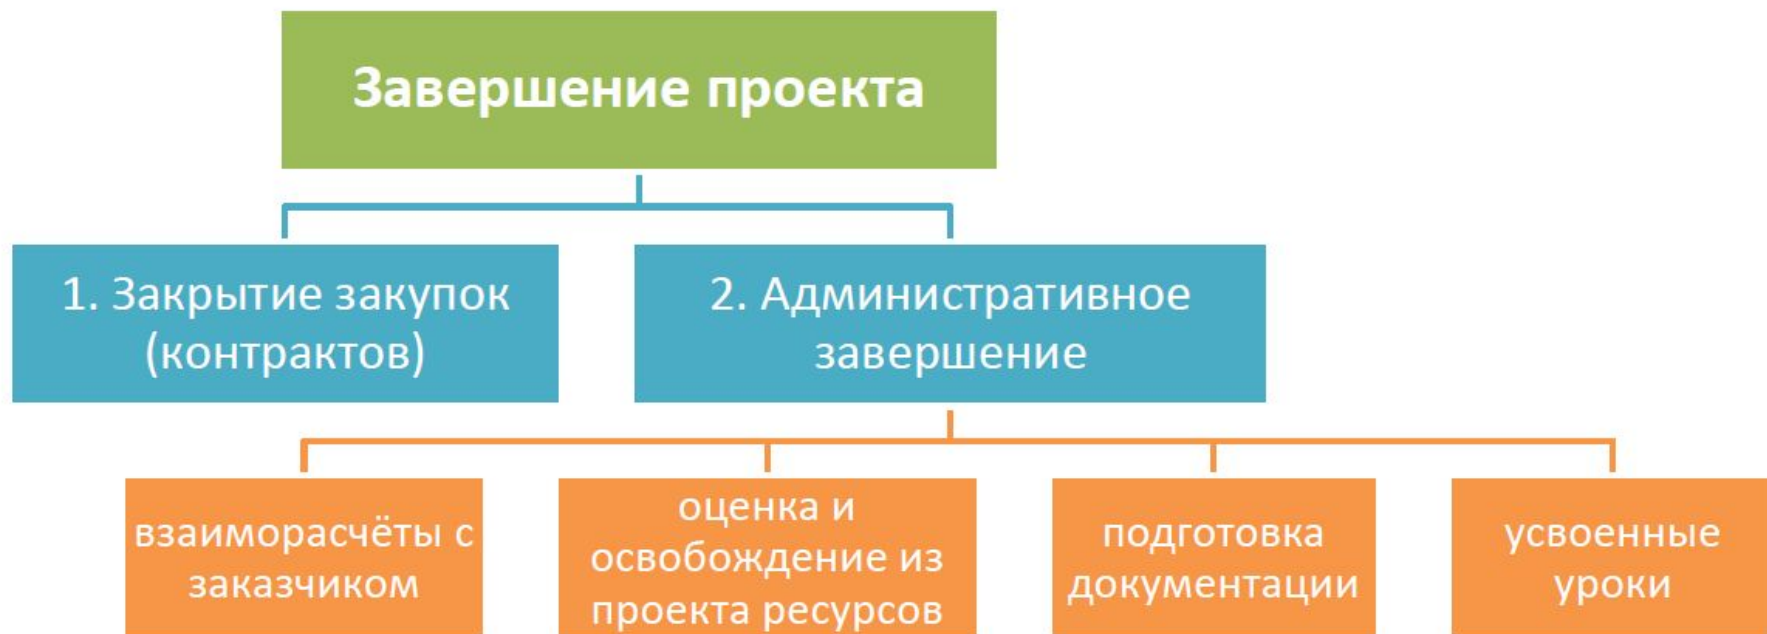 Завершение проекта
1. Закрытие закупок
(контрактов)
2. Административное
завершение
взаиморасчёты с
заказчиком
оценка и
освобождение из
проекта ресурсов
подготовка
документации
усвоенные
уроки